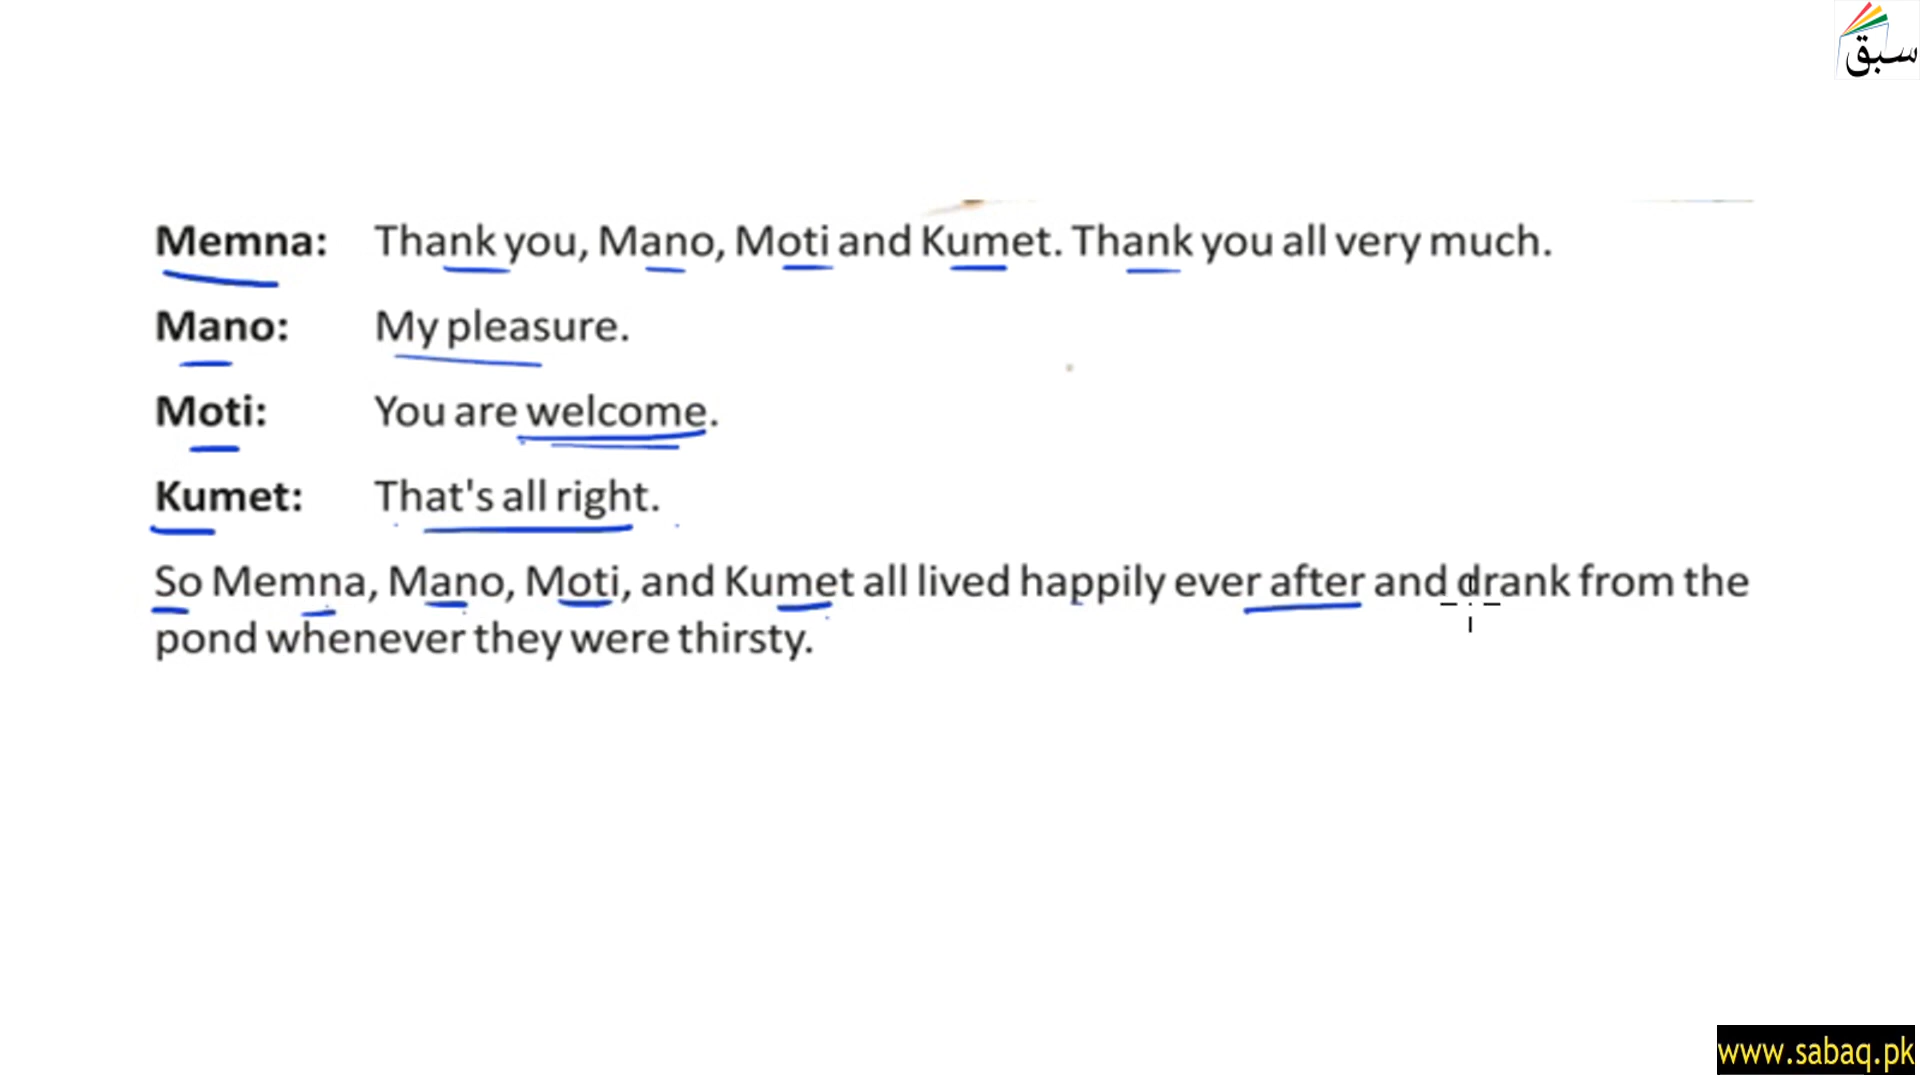 سبق
Memna: Thank you, Mano, Moti and Kumet. Thank you all very much.
Mano: My pleasure.
Moti: You are welcome.
Kumet: That's all right.
So Memna, Mano, Moti, and Kumet all lived happily ever after and drank from the
pond whenever they were thirsty.
www.sabaq.pk